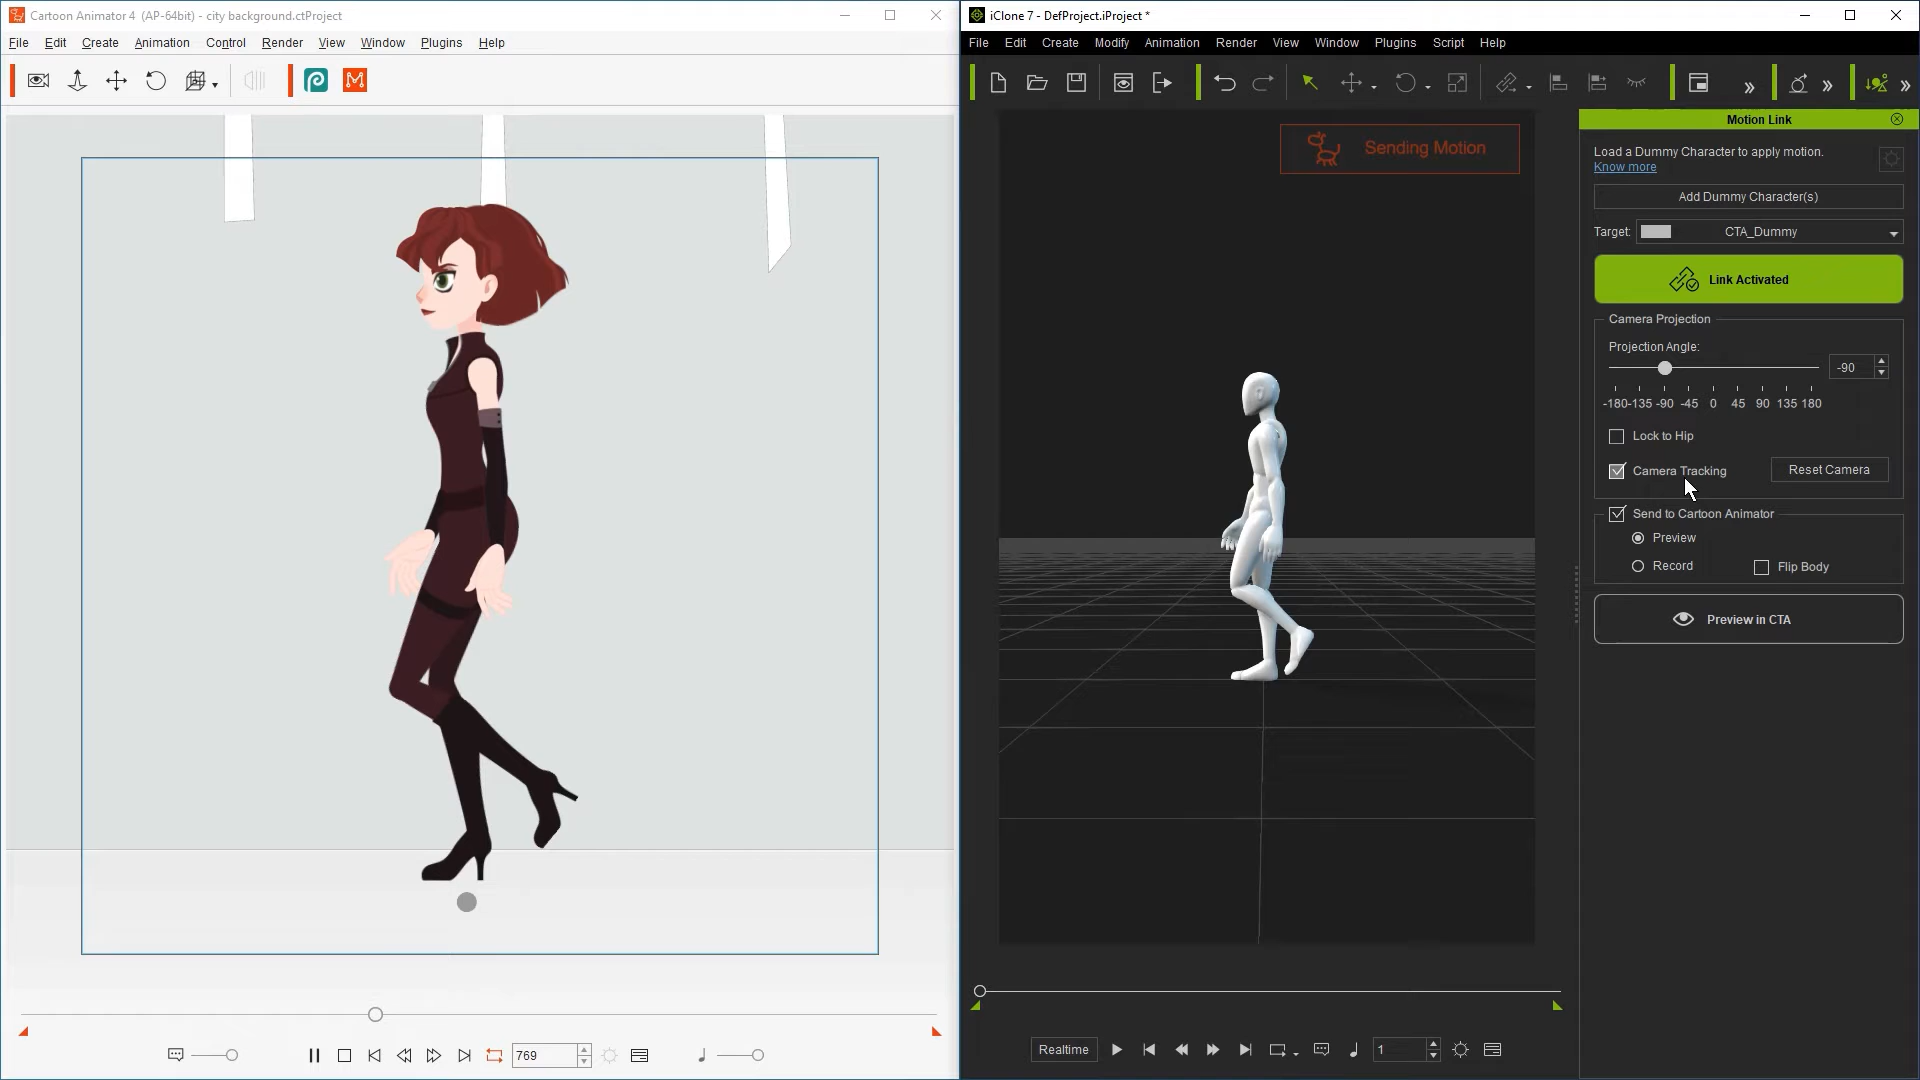 Cartoon Animator 4 (AP-64bit) - city background.ctProject
File Edit Create Animation Control Render View Window Plugins Help
769
iClone 7 - DefProject.iProject *
File Edit Create Modify Animation Render View Window Plugins Script Help
Sending Motion
Realtime
1
Motion Link
Load a Dummy Character to apply motion.
Know more
Add Dummy Character(s)
Target: CTA_Dummy
Link Activated
Camera Projection
Projection Angle:
-90
-180 -135 -90 -45 0 45 90 135 180
Lock to Hip
Camera Tracking Reset Camera
Send to Cartoon Animator
Preview
Record Flip Body
Preview in CTA